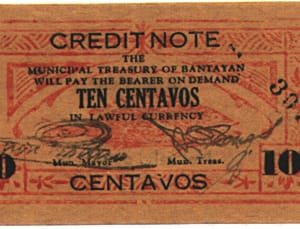 CREDIT NOTE
THE
MUNICIPAL TREASURY OF BANTAYAN
WILL PAY THE BEARER ON DEMAND
TEN CENTAVOS
IN LAWFUL CURRENCY
Mun. Mayor Mun. Treas.
10
CENTAVOS